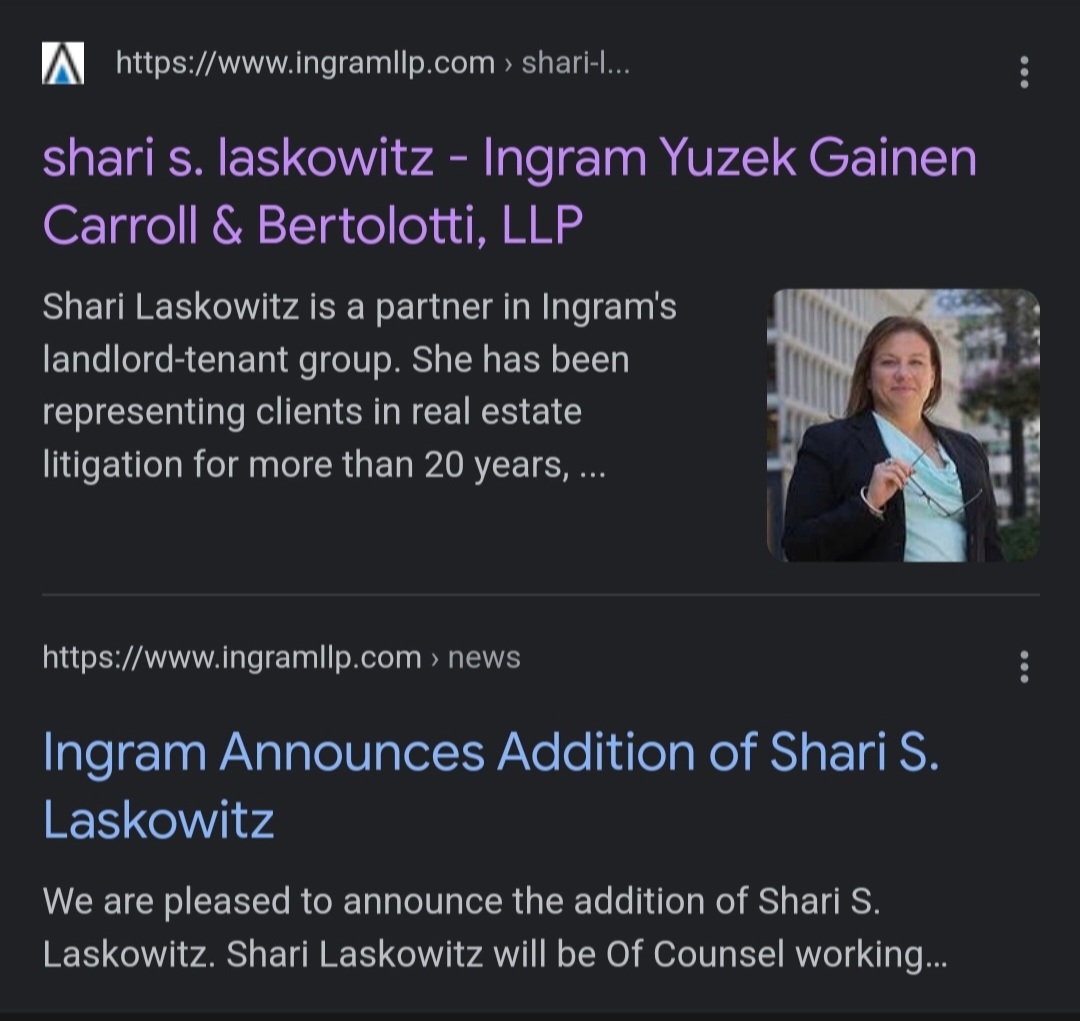 https://www.ingramllp.com › shari-l...
shari s. laskowitz - Ingram Yuzek Gainen
Carroll & Bertolotti, LLP
Shari Laskowitz is a partner in Ingram's
landlord-tenant group. She has been
representing clients in real estate
litigation for more than 20 years, ...
https://www.ingramllp.com › news
Ingram Announces Addition of Shari S.
Laskowitz
We are pleased to announce the addition of Shari S.
Laskowitz. Shari Laskowitz will be Of Counsel working...